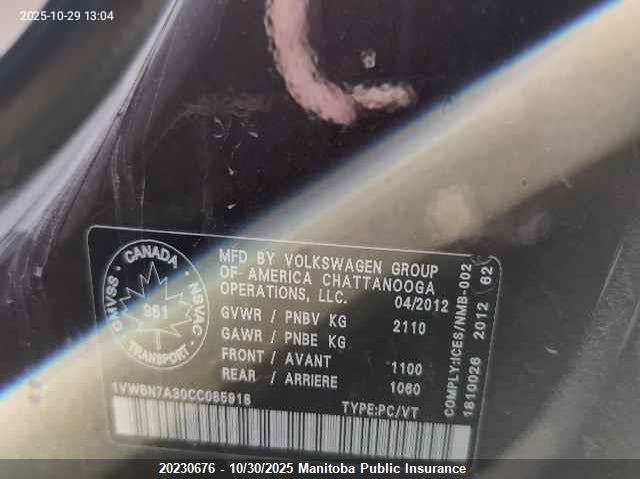 2025-10-29 13:04
CANADA
CMVSS · NSVAC
961
TRANSPORT
MFD BY VOLKSWAGEN GROUP
OF AMERICA CHATTANOOGA
OPERATIONS, LLC. 04/2012
GVWR / PNBV KG 2110
GAWR / PNBE KG
FRONT / AVANT 1100
REAR / ARRIERE 1060
1VWBN7A30CC085918
TYPE:PC/VT
COMPLY:ICES/NMB-002
1810026 2012 62
20230676 - 10/30/2025 Manitoba Public Insurance